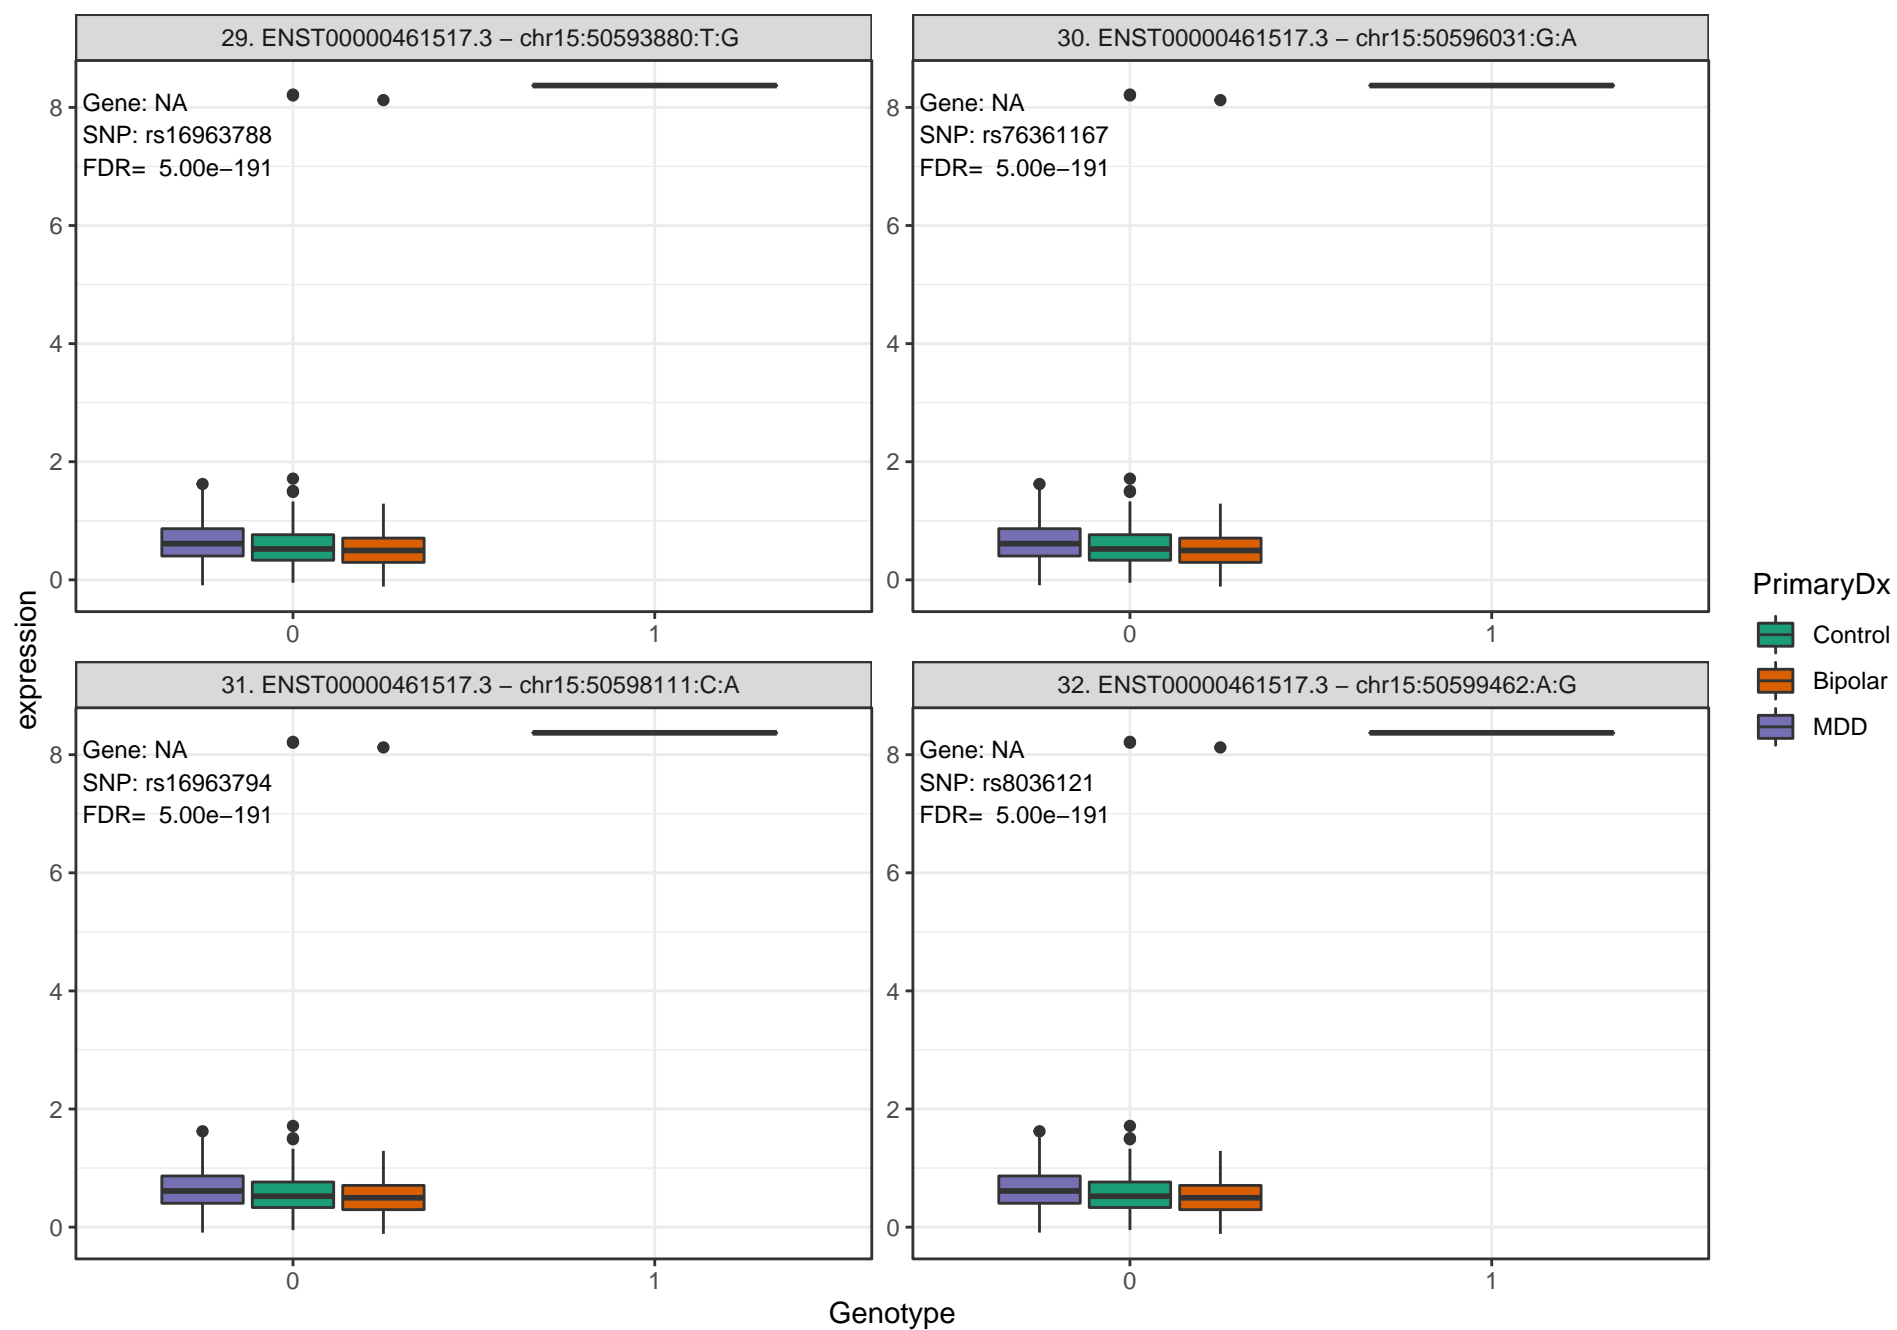 29. ENST00000461517.3 − chr15:50593880:T:G
30. ENST00000461517.3 − chr15:50596031:G:A
Gene: NA
SNP: rs16963788
FDR=  5.00e−191
Gene: NA
SNP: rs76361167
FDR=  5.00e−191
8
6
4
2
0
8
6
4
2
0
0
1
0
1
31. ENST00000461517.3 − chr15:50598111:C:A
32. ENST00000461517.3 − chr15:50599462:A:G
Gene: NA
SNP: rs16963794
FDR=  5.00e−191
Gene: NA
SNP: rs8036121
FDR=  5.00e−191
8
6
4
2
0
8
6
4
2
0
0
1
0
1
expression
Genotype
PrimaryDx
Control
Bipolar
MDD